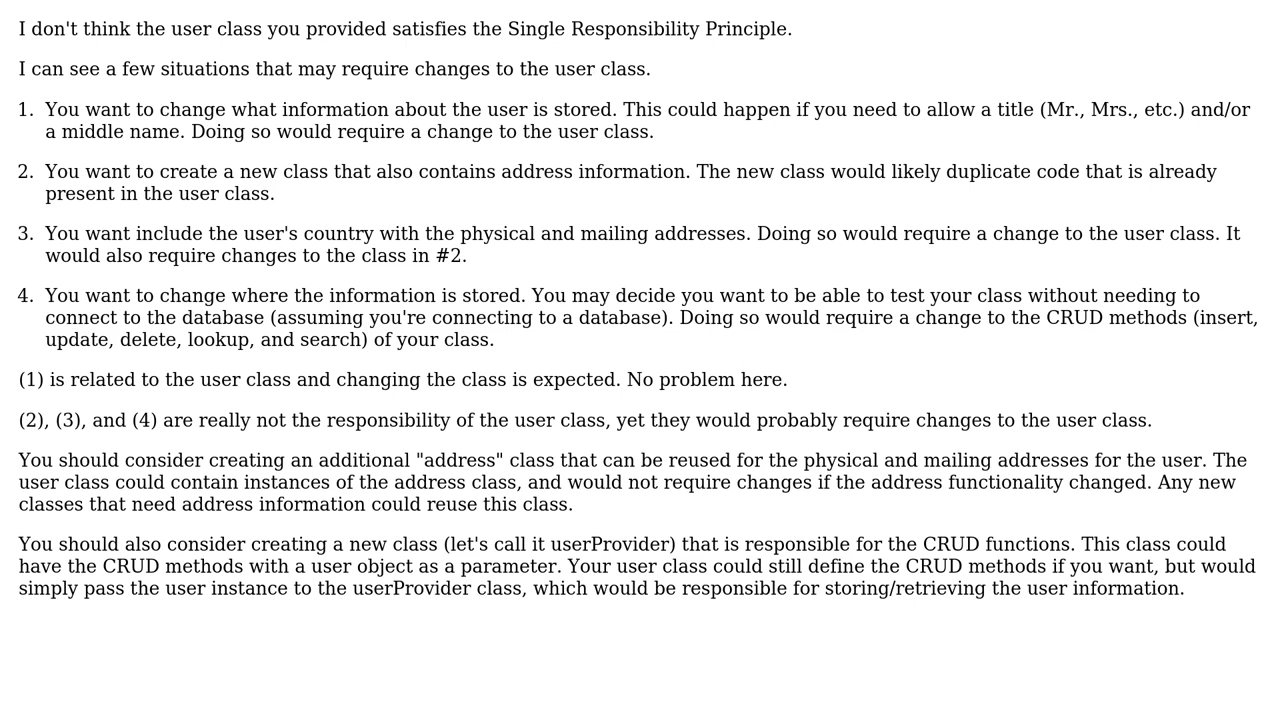 I don't think the user class you provided satisfies the Single Responsibility Principle.
I can see a few situations that may require changes to the user class.
1. You want to change what information about the user is stored. This could happen if you need to allow a title (Mr., Mrs., etc.) and/or
a middle name. Doing so would require a change to the user class.
2. You want to create a new class that also contains address information. The new class would likely duplicate code that is already
present in the user class.
3. You want include the user's country with the physical and mailing addresses. Doing so would require a change to the user class. It
would also require changes to the class in #2.
4. You want to change where the information is stored. You may decide you want to be able to test your class without needing to
connect to the database (assuming you're connecting to a database). Doing so would require a change to the CRUD methods (insert,
update, delete, lookup, and search) of your class.
(1) is related to the user class and changing the class is expected. No problem here.
(2), (3), and (4) are really not the responsibility of the user class, yet they would probably require changes to the user class.
You should consider creating an additional "address" class that can be reused for the physical and mailing addresses for the user. The
user class could contain instances of the address class, and would not require changes if the address functionality changed. Any new
classes that need address information could reuse this class.
You should also consider creating a new class (let's call it userProvider) that is responsible for the CRUD functions. This class could
have the CRUD methods with a user object as a parameter. Your user class could still define the CRUD methods if you want, but would
simply pass the user instance to the userProvider class, which would be responsible for storing/retrieving the user information.